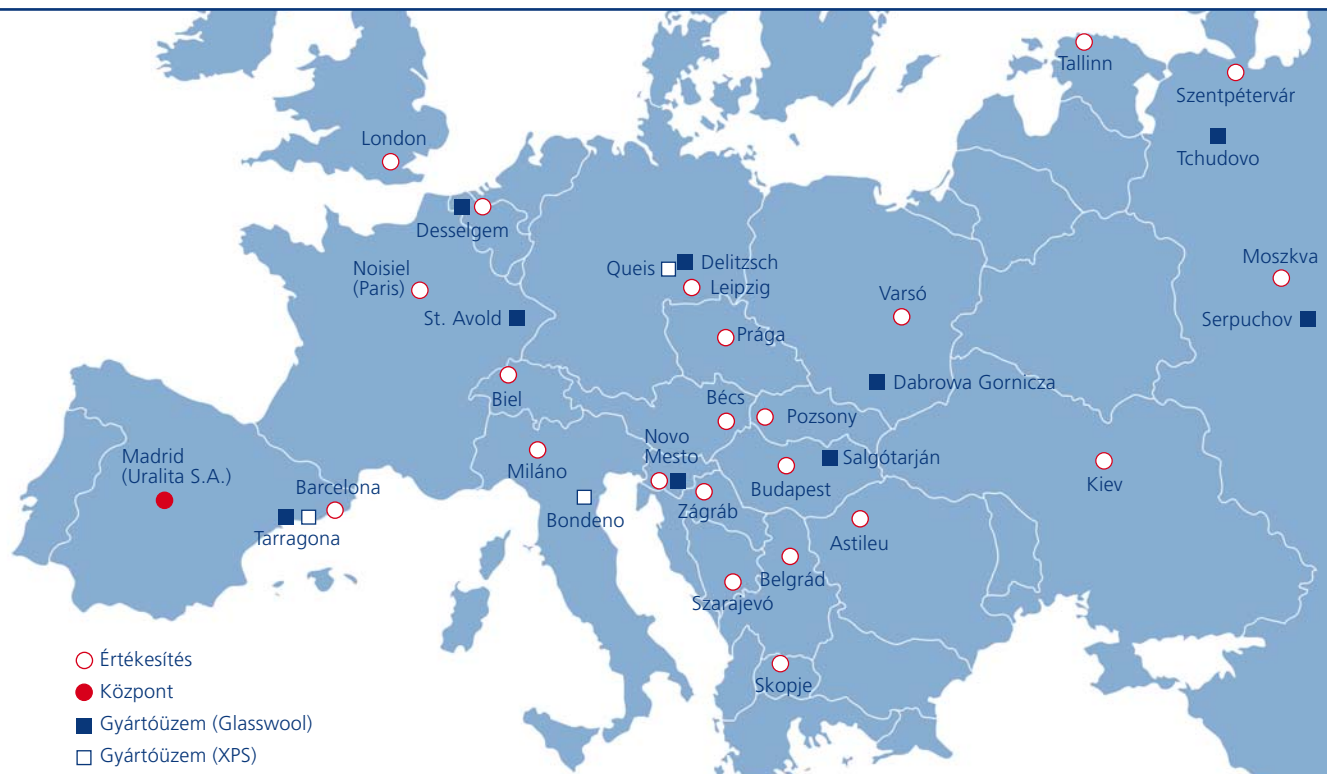 Tallinn
Szentpétervár
Tchudovo
London
Desselgem
Moszkva
Noisiel
(Paris)
Queis
Delitzsch
Leipzig
Varsó
St. Avold
Serpuchov
Prága
Dabrowa Gornicza
Biel
Bécs
Pozsony
Novo
Mesto
Madrid
(Uralita S.A.)
Miláno
Salgótarján
Budapest
Kiev
Barcelona
Tarragona
Bondeno
Zágráb
Astileu
Belgrád
Szarajevó
Skopje
Értékesítés
Központ
Gyártóüzem (Glasswool)
Gyártóüzem (XPS)